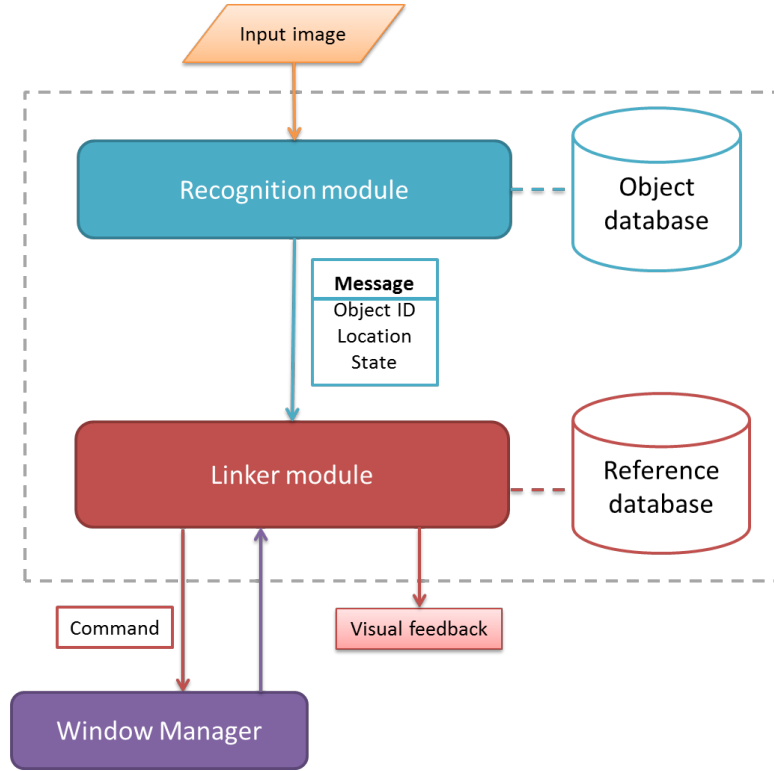 Input image
Recognition module
Object
database
Message
Object ID
Location
State
Linker module
Reference
database
Command
Visual feedback
Window Manager